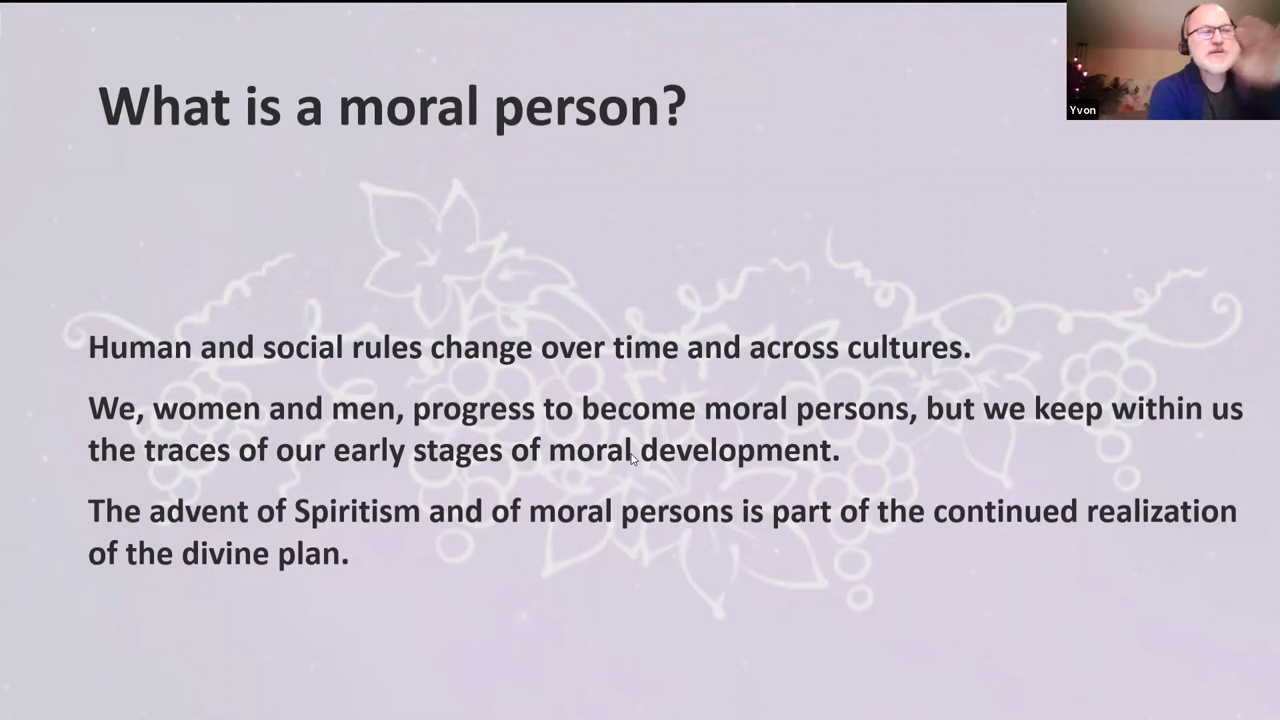 What is a moral person?
Yvon
Human and social rules change over time and across cultures.
We, women and men, progress to become moral persons, but we keep within us
the traces of our early stages of moral development.
The advent of Spiritism and of moral persons is part of the continued realization
of the divine plan.